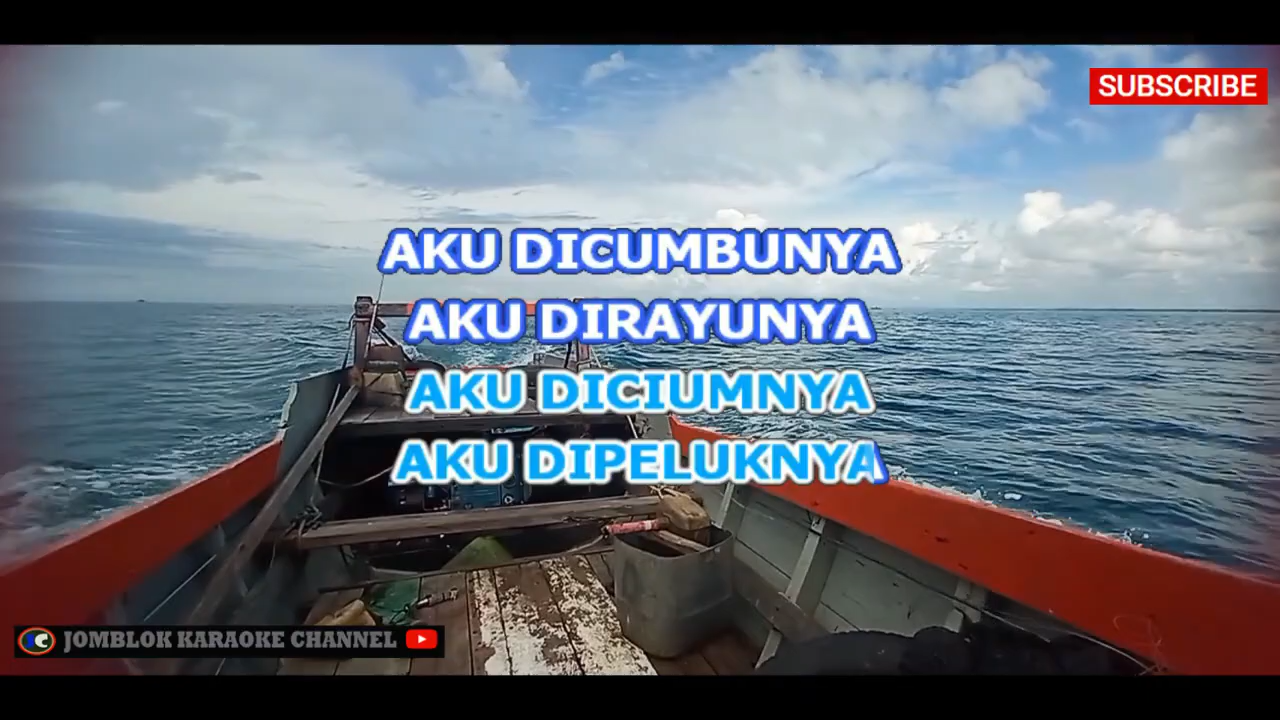 SUBSCRIBE
AKU DICUMBUNYA
AKU DIRAYUNYA
AKU DICIUMNYA
AKU DIPELUKNYA
JOMBLOK KARAOKE CHANNEL